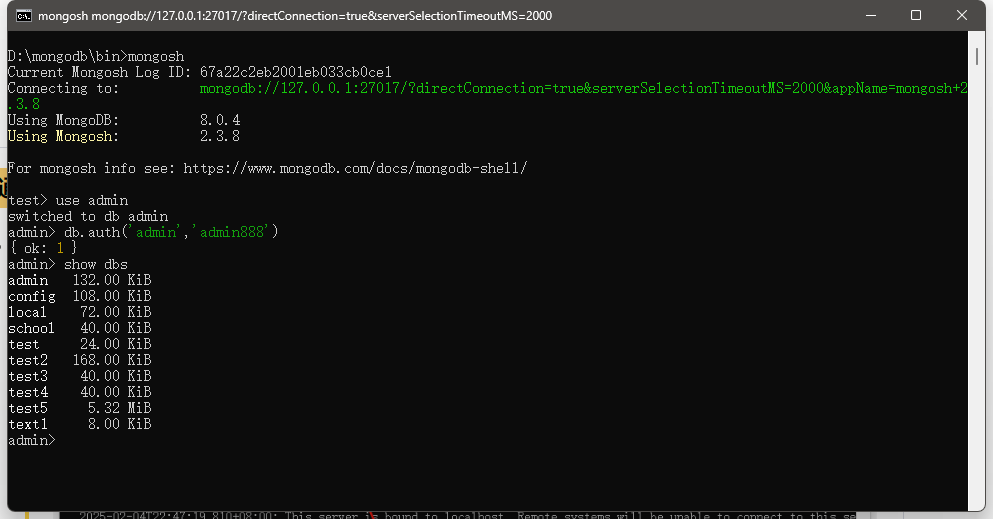 mongosh mongodb://127.0.0.1:27017/?directConnection=true&serverSelectionTimeoutMS=2000
D:\mongodb\bin>mongosh
Current Mongosh Log ID: 67a22c2eb2001eb033cb0ce1
Connecting to: mongodb://127.0.0.1:27017/?directConnection=true&serverSelectionTimeoutMS=2000&appName=mongosh+2
.3.8
Using MongoDB: 8.0.4
Using Mongosh: 2.3.8
For mongosh info see: https://www.mongodb.com/docs/mongodb-shell/
test> use admin
switched to db admin
admin> db.auth('admin','admin888')
{ ok: 1 }
admin> show dbs
admin 132.00 KiB
config 108.00 KiB
local 72.00 KiB
school 40.00 KiB
test 24.00 KiB
test2 168.00 KiB
test3 40.00 KiB
test4 40.00 KiB
test5 5.32 MiB
text1 8.00 KiB
admin>
2025-02-04T22:47:19.810+08:00: This server is bound to localhost. Remote systems will be unable to connect to this se